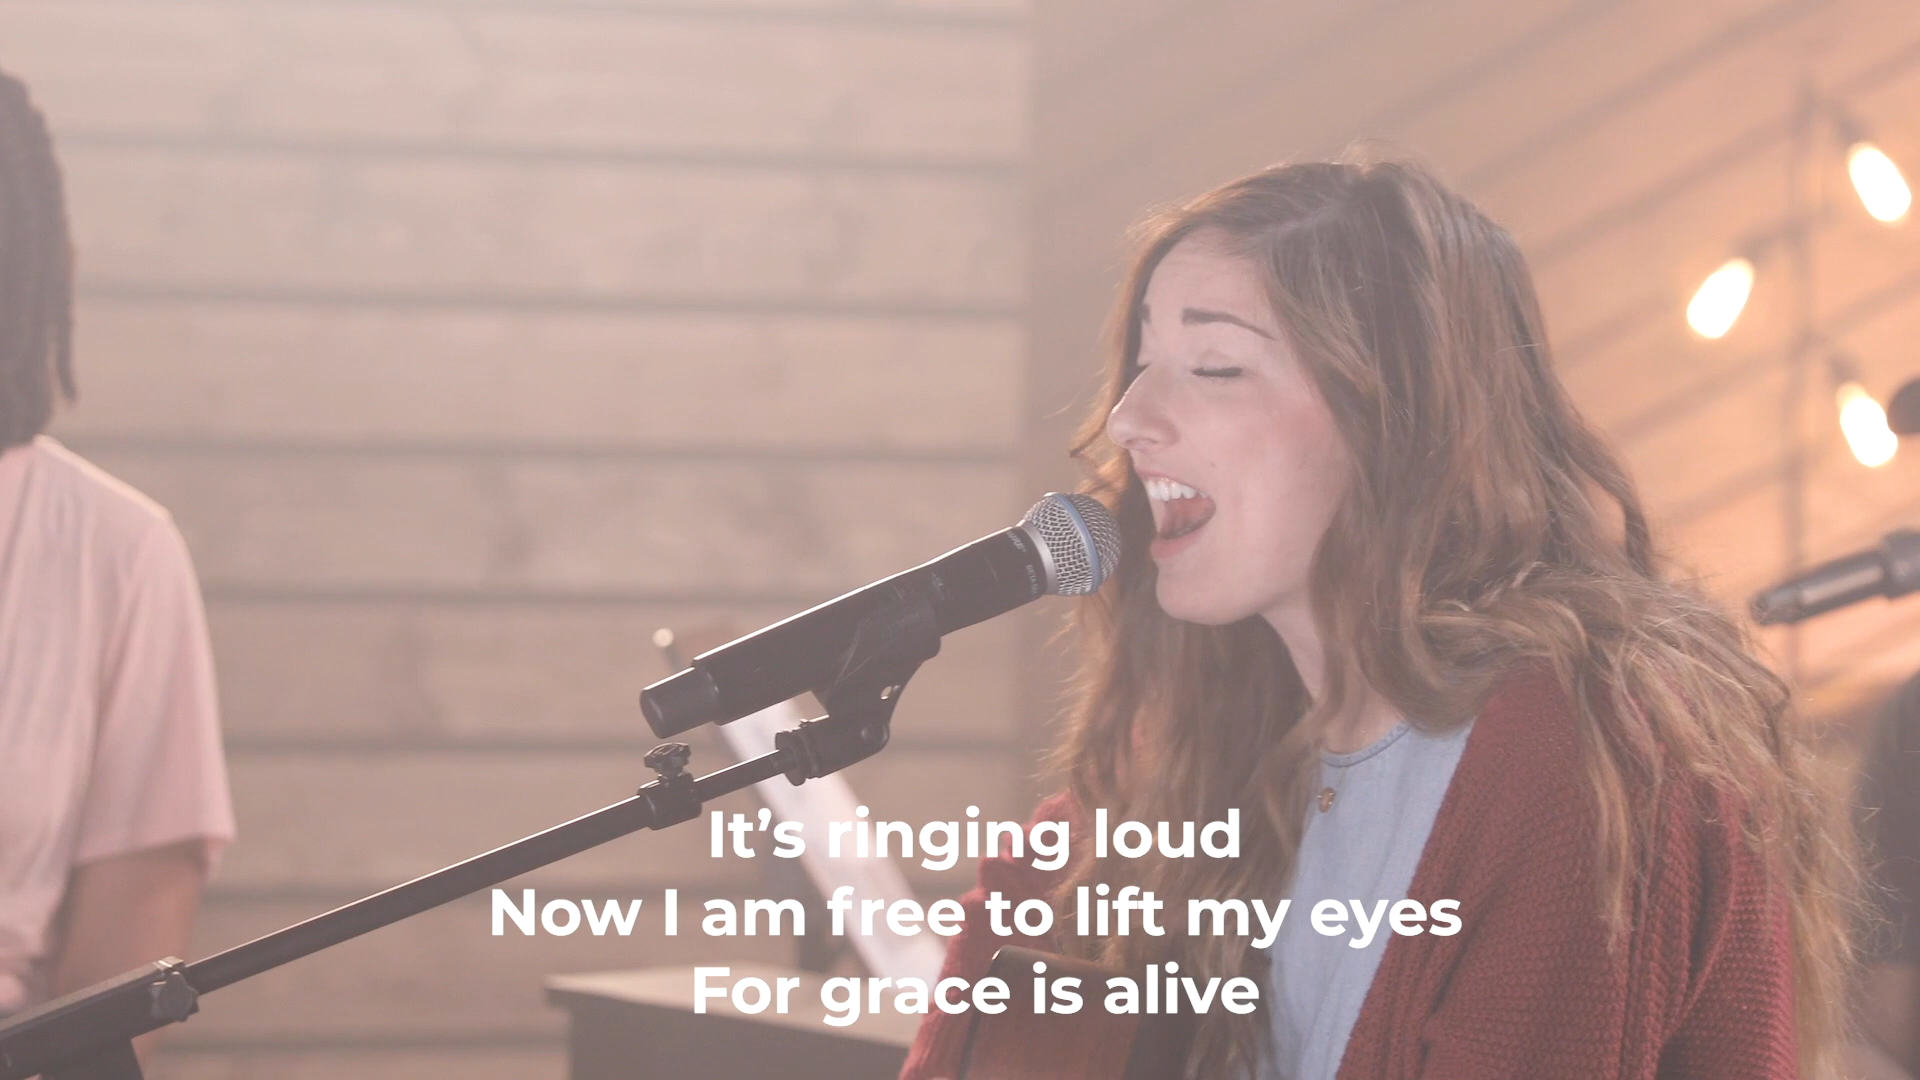 It’s ringing loud
Now I am free to lift my eyes
For grace is alive